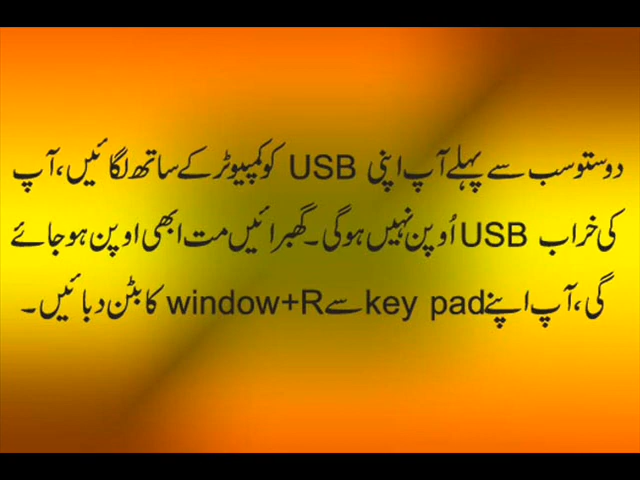 دوستو سب سے پہلے آپ اپنی USB کو کمپیوٹر کے ساتھ لگائیں، آپ
کی خراب USB اُوپن نہیں ہوگی۔ گھبرائیں مت ابھی اوپن ہو جائے
گی، آپ اپنے key pad سے window+R کا بٹن دبائیں۔